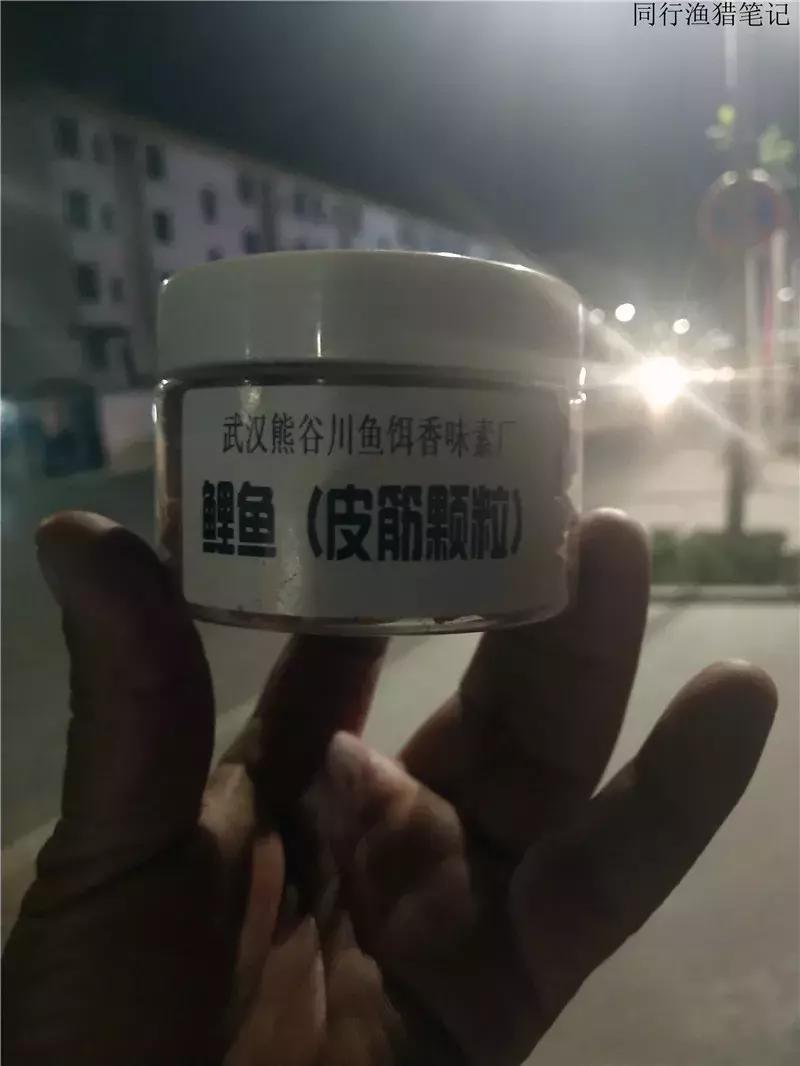 同行渔猎笔记
武汉熊谷川鱼饵香味素厂
鲤鱼（皮筋颗粒）